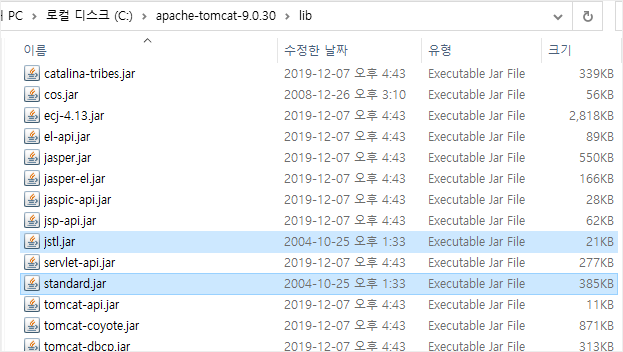 PC > 로컬 디스크 (C:) > apache-tomcat-9.0.30 > lib
이름 수정한 날짜 유형 크기
catalina-tribes.jar 2019-12-07 오후 4:43 Executable Jar File 339KB
cos.jar 2008-12-26 오후 3:10 Executable Jar File 56KB
ecj-4.13.jar 2019-12-07 오후 4:43 Executable Jar File 2,818KB
el-api.jar 2019-12-07 오후 4:43 Executable Jar File 89KB
jasper.jar 2019-12-07 오후 4:43 Executable Jar File 550KB
jasper-el.jar 2019-12-07 오후 4:43 Executable Jar File 166KB
jaspic-api.jar 2019-12-07 오후 4:43 Executable Jar File 28KB
jsp-api.jar 2019-12-07 오후 4:43 Executable Jar File 62KB
jstl.jar 2004-10-25 오후 1:33 Executable Jar File 21KB
servlet-api.jar 2019-12-07 오후 4:43 Executable Jar File 277KB
standard.jar 2004-10-25 오후 1:33 Executable Jar File 385KB
tomcat-api.jar 2019-12-07 오후 4:43 Executable Jar File 11KB
tomcat-coyote.jar 2019-12-07 오후 4:43 Executable Jar File 871KB
tomcat-dbcp.jar 2019-12-07 오후 4:43 Executable Jar File 313KB